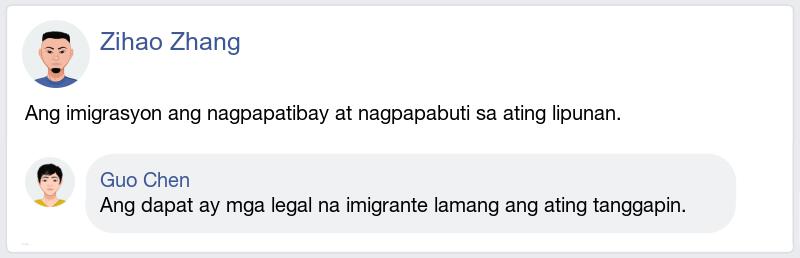 Zihao Zhang
Ang imigrasyon ang nagpapatibay at nagpapabuti sa ating lipunan.
Guo Chen
Ang dapat ay mga legal na imigrante lamang ang ating tanggapin.